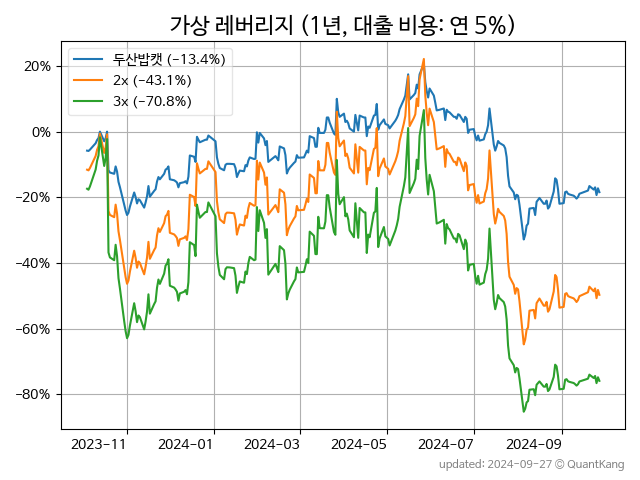 가상 레버리지 (1년, 대출 비용: 연 5%)
두산밥캣 (−13.4%)
2x (−43.1%)
3x (−70.8%)
20%
0%
−20%
−40%
−60%
−80%
2023-11 2024-01 2024-03 2024-05 2024-07 2024-09
updated: 2024-09-27 © QuantKang